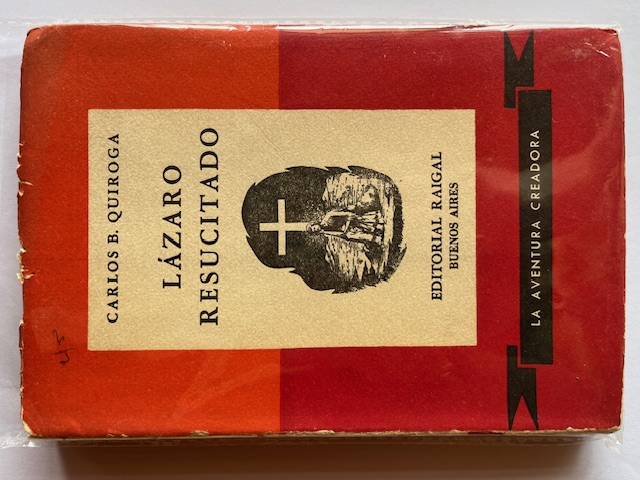 CARLOS B. QUIROGA
LÁZARO
RESUCITADO
EDITORIAL RAIGAL
BUENOS AIRES
LA AVENTURA CREADORA